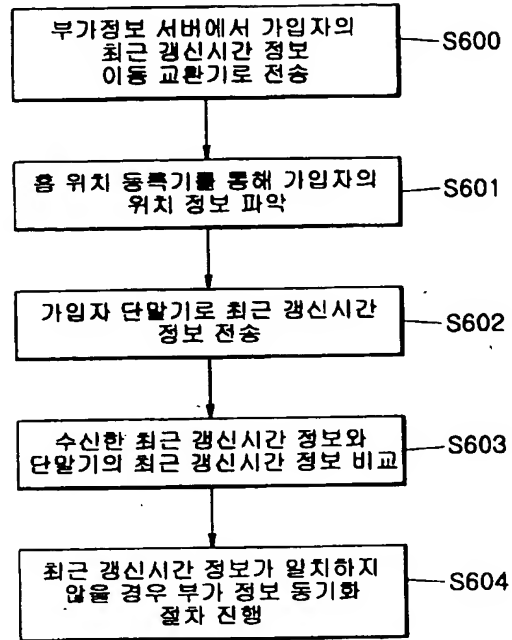 부가정보 서버에서 가입자의
최근 갱신시간 정보
이동 교환기로 전송
S600
홈 위치 등록기를 통해 가입자의
위치 정보 파악
S601
가입자 단말기로 최근 갱신시간
정보 전송
S602
수신한 최근 갱신시간 정보와
단말기의 최근 갱신시간 정보 비교
S603
최근 갱신시간 정보가 일치하지
않을 경우 부가 정보 동기화
절차 진행
S604